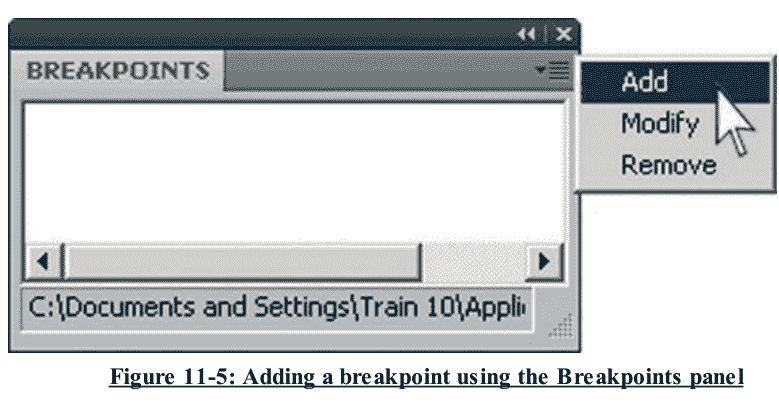 BREAKPOINTS
Add
Modify
Remove
C:\Documents and Settings\Train 10\Appli
Figure 11-5: Adding a breakpoint using the Breakpoints panel